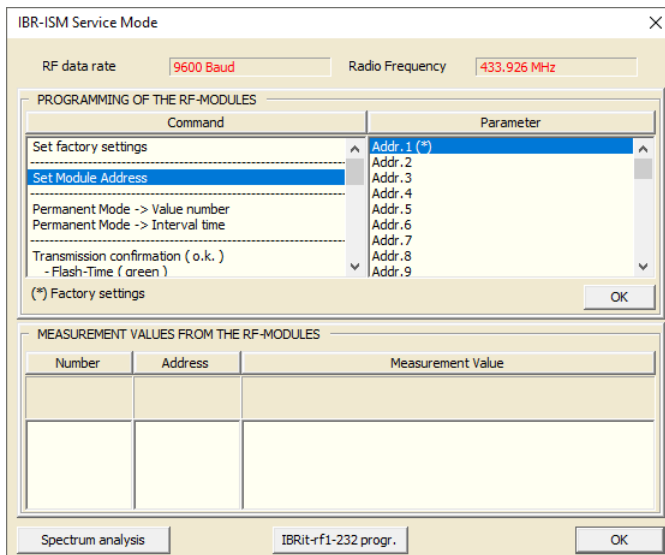 IBR-ISM Service Mode
RF data rate 9600 Baud Radio Frequency 433.926 MHz
PROGRAMMING OF THE RF-MODULES
Command Parameter
Set factory settings Addr.1 (*)
Addr.2
Set Module Address Addr.3
Addr.4
Permanent Mode -> Value number Addr.5
Permanent Mode -> Interval time Addr.6
Addr.7
Transmission confirmation ( o.k. ) Addr.8
- Flash-Time ( green ) Addr.9
(*) Factory settings OK
MEASUREMENT VALUES FROM THE RF-MODULES
Number Address Measurement Value
Spectrum analysis IBRit-rf1-232 progr. OK